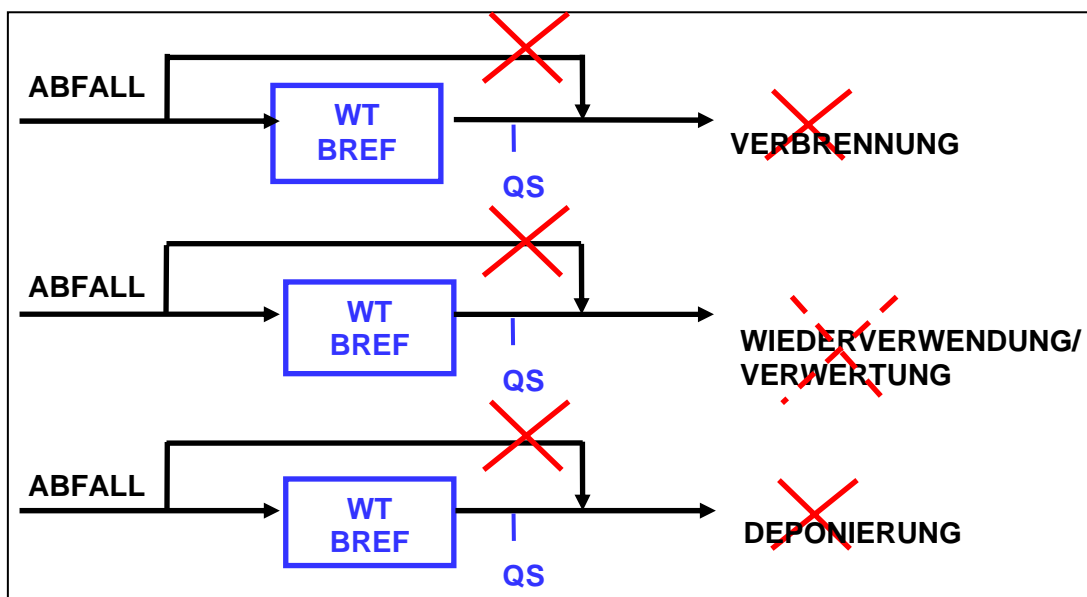 ABFALL
WT
BREF
QS
VERBRENNUNG
ABFALL
WT
BREF
QS
WIEDERVERWENDUNG/
VERWERTUNG
ABFALL
WT
BREF
QS
DEPONIERUNG